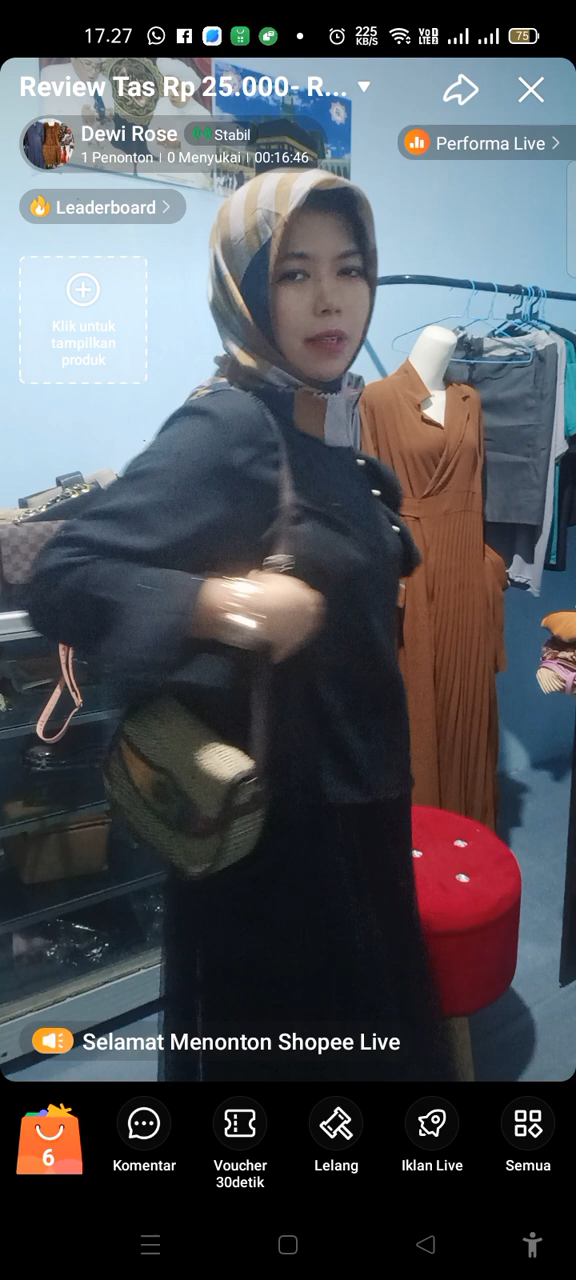 17.27
225
KB/S
VoD
LTE2
75
Review Tas Rp 25.000- R...
Dewi Rose
Stabil
1 Penonton | 0 Menyukai | 00:16:46
Performa Live
Leaderboard
Klik untuk
tampilkan
produk
Selamat Menonton Shopee Live
6
Komentar
Voucher
30detik
Lelang
Iklan Live
Semua